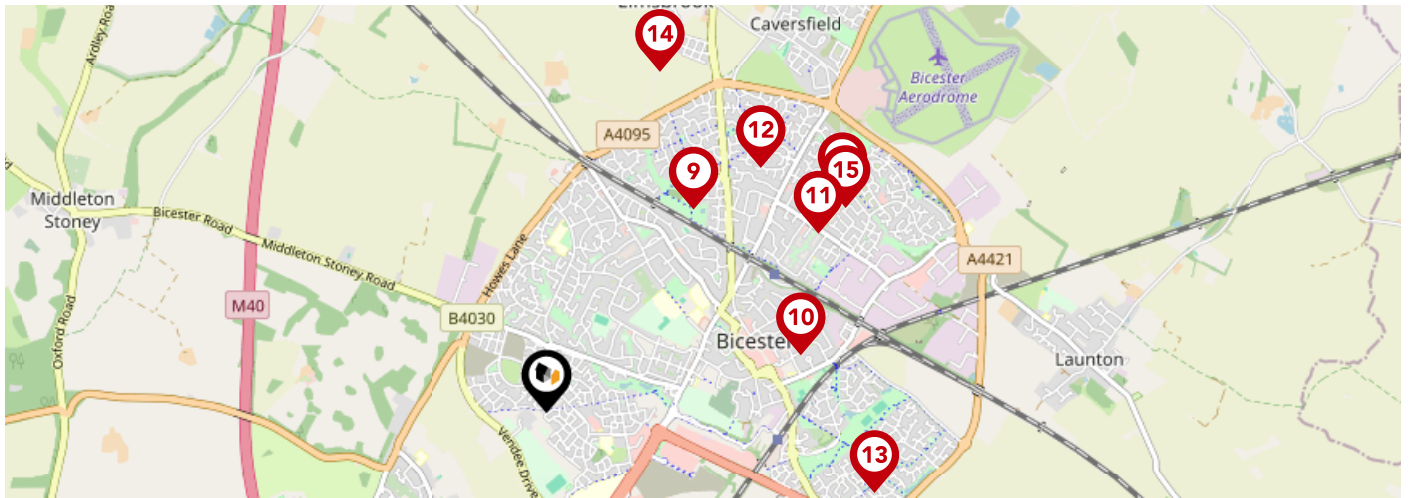 Elmsbrook
14
Caversfield
Ardley Road
Bicester
Aerodrome
A4095
12
9
15
11
Middleton
Stoney
Bicester Road
Middleton Stoney Road
Howes Lane
A4421
M40
B4030
10
Bicester
Oxford Road
Launton
Vendee Drive
13